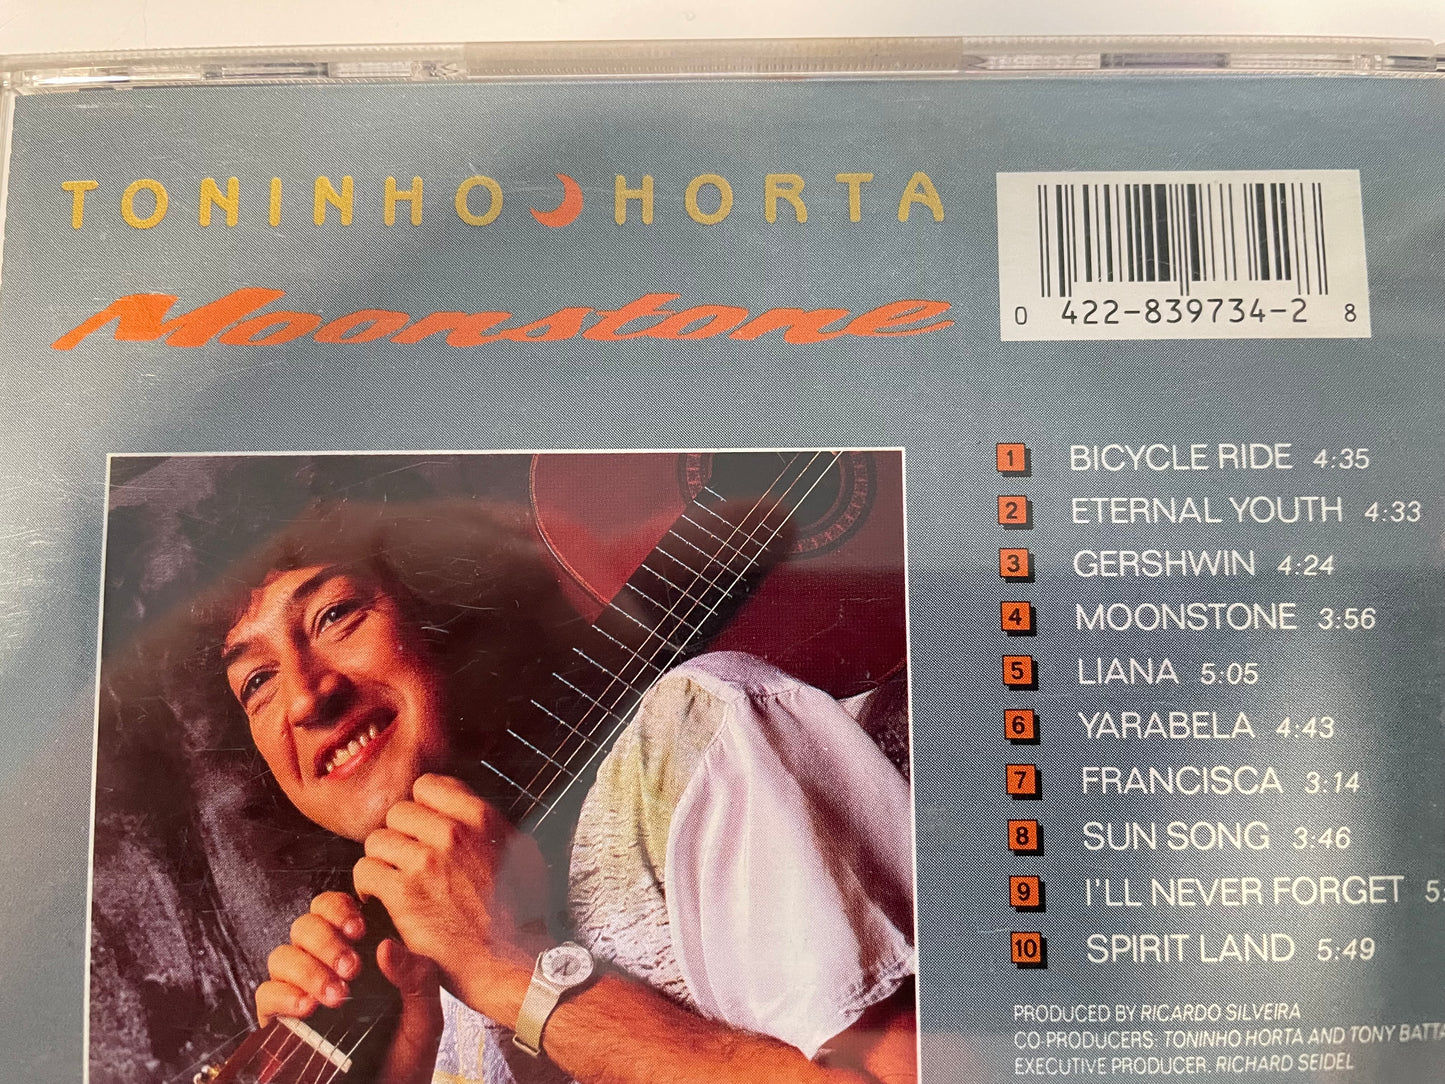 TONINHO HORTA
Moonstone
0 422-839734-2 8
1 BICYCLE RIDE 4:35
2 ETERNAL YOUTH 4:33
3 GERSHWIN 4:24
4 MOONSTONE 3:56
5 LIANA 5:05
6 YARABELA 4:43
7 FRANCISCA 3:14
8 SUN SONG 3:46
9 I'LL NEVER FORGET
10 SPIRIT LAND 5:49
PRODUCED BY RICARDO SILVEIRA
CO-PRODUCERS: TONINHO HORTA AND TONY
EXECUTIVE PRODUCER: RICHARD SEIDEL